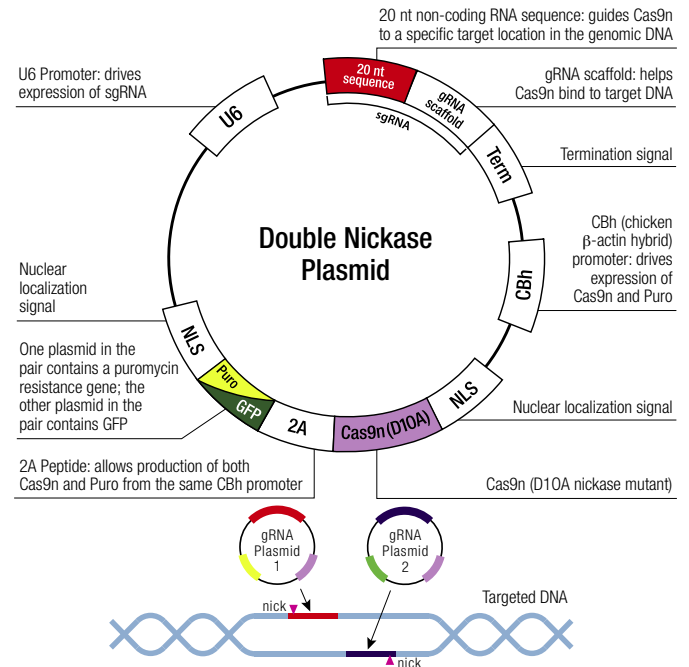 20 nt non-coding RNA sequence: guides Cas9n
to a specific target location in the genomic DNA
U6 Promoter: drives
expression of sgRNA
gRNA scaffold: helps
Cas9n bind to target DNA
20 nt
sequence
gRNA
scaffold
sgRNA
U6
Term
Termination signal
Double Nickase
Plasmid
CBh (chicken
β-actin hybrid)
promoter: drives
expression of
Cas9n and Puro
CBh
Nuclear
localization
signal
NLS
One plasmid in the
pair contains a puromycin
resistance gene; the
other plasmid in the
pair contains GFP
Puro
GFP
2A
Cas9n (D10A)
NLS
Nuclear localization signal
2A Peptide: allows production of both
Cas9n and Puro from the same CBh promoter
Cas9n (D10A nickase mutant)
gRNA
Plasmid
1
gRNA
Plasmid
2
Targeted DNA
nick
nick